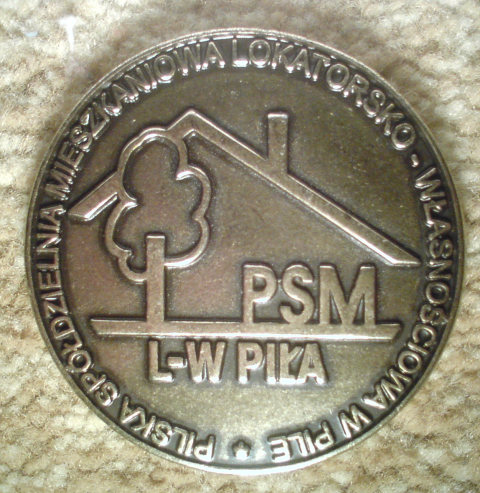 PILSKA SPÓŁDZIELNIA MIESZKANIOWA LOKATORSKO - WŁASNOŚCIOWA W PILE
PSM
L-W PIŁA